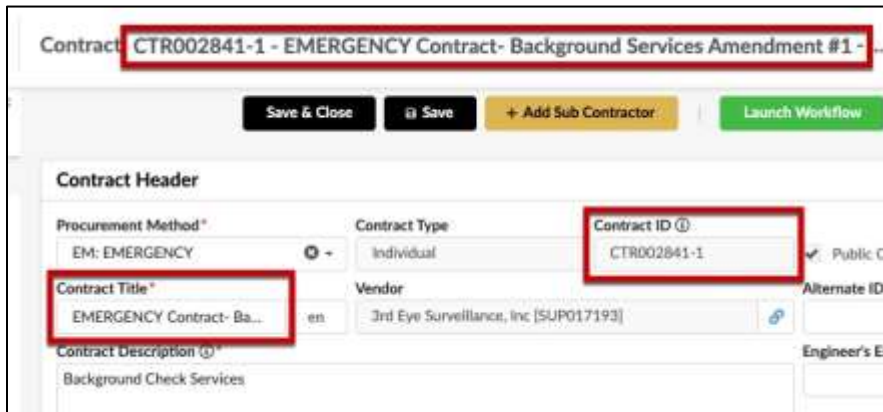 Contract CTR002841-1 - EMERGENCY Contract- Background Services Amendment #1 - ...
Save & Close Save + Add Sub Contractor Launch Workflow
Contract Header
Procurement Method* Contract Type Contract ID
EM: EMERGENCY Individual CTR002841-1 Public
Contract Title* Vendor Alternate ID
EMERGENCY Contract- Ba... en 3rd Eye Surveillance, Inc [SUP017193]
Contract Description * Engineer's E
Background Check Services